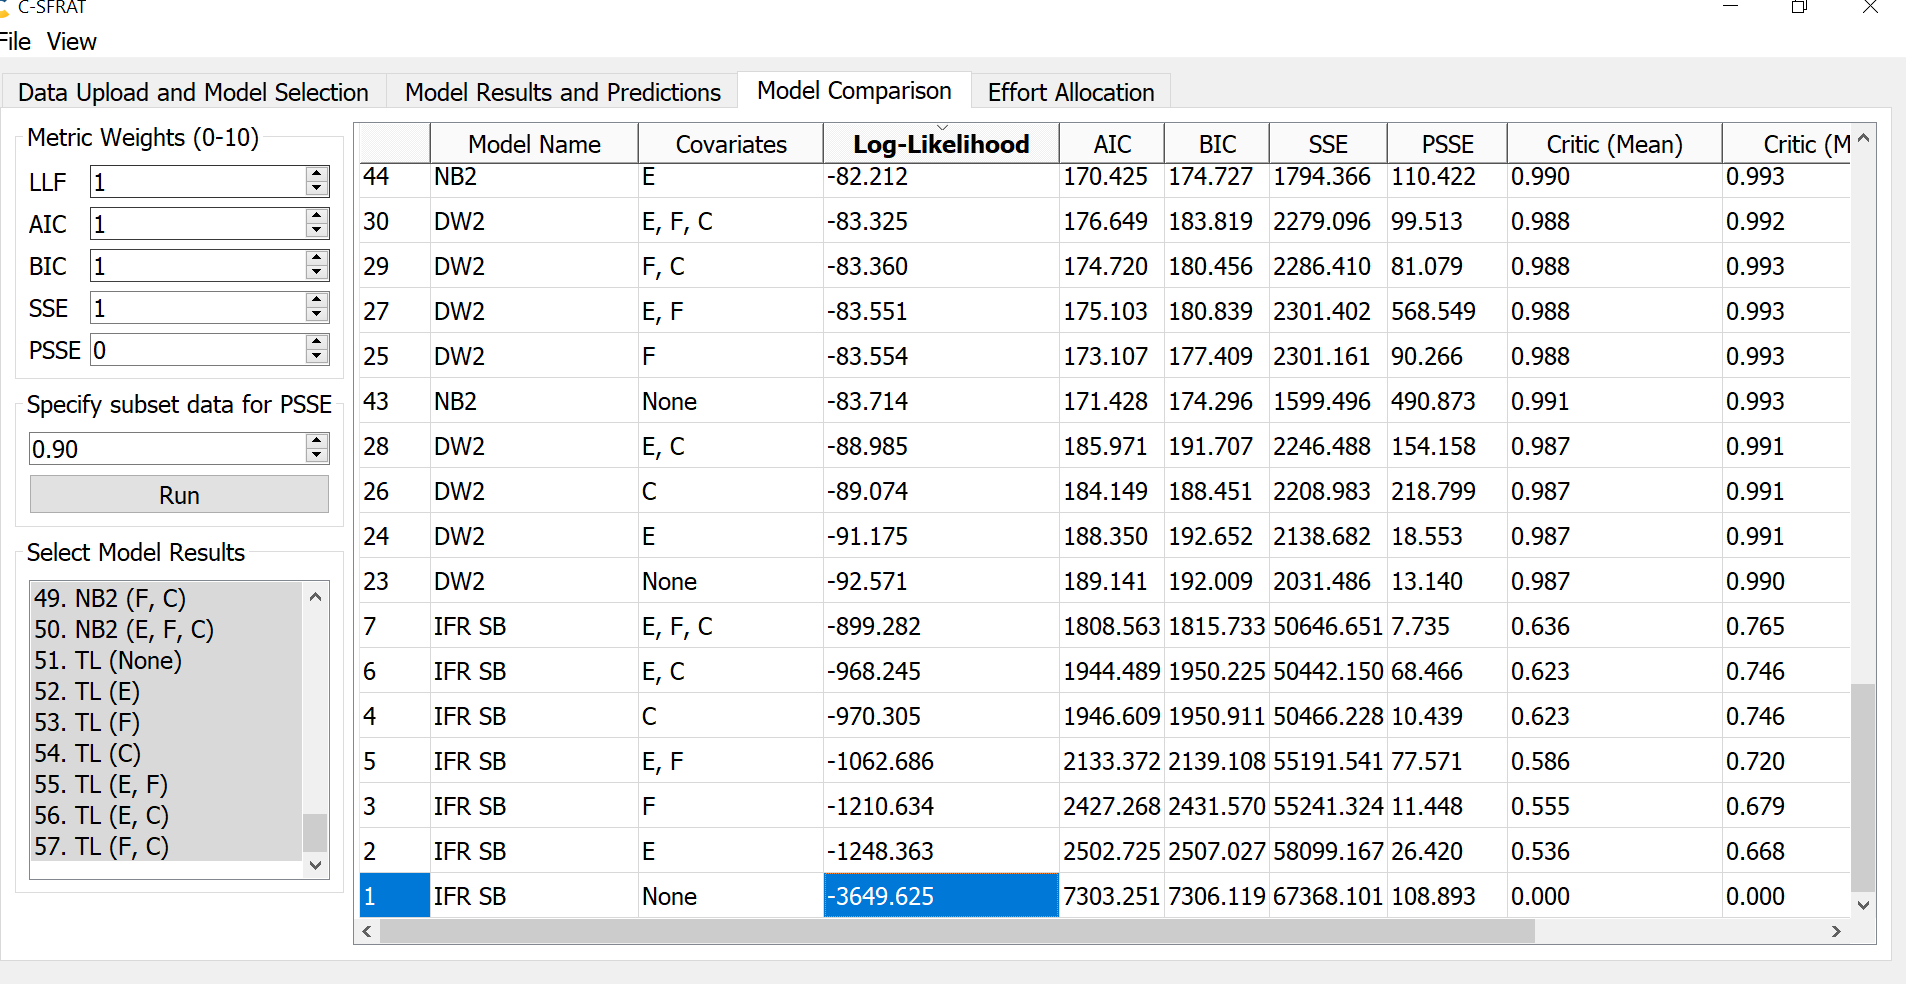 C-SFRAT
File View
Data Upload and Model Selection Model Results and Predictions Model Comparison Effort Allocation
Metric Weights (0-10)
LLF 1
AIC 1
BIC 1
SSE 1
PSSE 0
Specify subset data for PSSE
0.90
Run
Select Model Results
49. NB2 (F, C)
50. NB2 (E, F, C)
51. TL (None)
52. TL (E)
53. TL (F)
54. TL (C)
55. TL (E, F)
56. TL (E, C)
57. TL (F, C)
Model Name Covariates Log-Likelihood AIC BIC SSE PSSE Critic (Mean) Critic (M
44 NB2 E -82.212 170.425 174.727 1794.366 110.422 0.990 0.993
30 DW2 E, F, C -83.325 176.649 183.819 2279.096 99.513 0.988 0.992
29 DW2 F, C -83.360 174.720 180.456 2286.410 81.079 0.988 0.993
27 DW2 E, F -83.551 175.103 180.839 2301.402 568.549 0.988 0.993
25 DW2 F -83.554 173.107 177.409 2301.161 90.266 0.988 0.993
43 NB2 None -83.714 171.428 174.296 1599.496 490.873 0.991 0.993
28 DW2 E, C -88.985 185.971 191.707 2246.488 154.158 0.987 0.991
26 DW2 C -89.074 184.149 188.451 2208.983 218.799 0.987 0.991
24 DW2 E -91.175 188.350 192.652 2138.682 18.553 0.987 0.991
23 DW2 None -92.571 189.141 192.009 2031.486 13.140 0.987 0.990
7 IFR SB E, F, C -899.282 1808.563 1815.733 50646.651 7.735 0.636 0.765
6 IFR SB E, C -968.245 1944.489 1950.225 50442.150 68.466 0.623 0.746
4 IFR SB C -970.305 1946.609 1950.911 50466.228 10.439 0.623 0.746
5 IFR SB E, F -1062.686 2133.372 2139.108 55191.541 77.571 0.586 0.720
3 IFR SB F -1210.634 2427.268 2431.570 55241.324 11.448 0.555 0.679
2 IFR SB E -1248.363 2502.725 2507.027 58099.167 26.420 0.536 0.668
1 IFR SB None -3649.625 7303.251 7306.119 67368.101 108.893 0.000 0.000